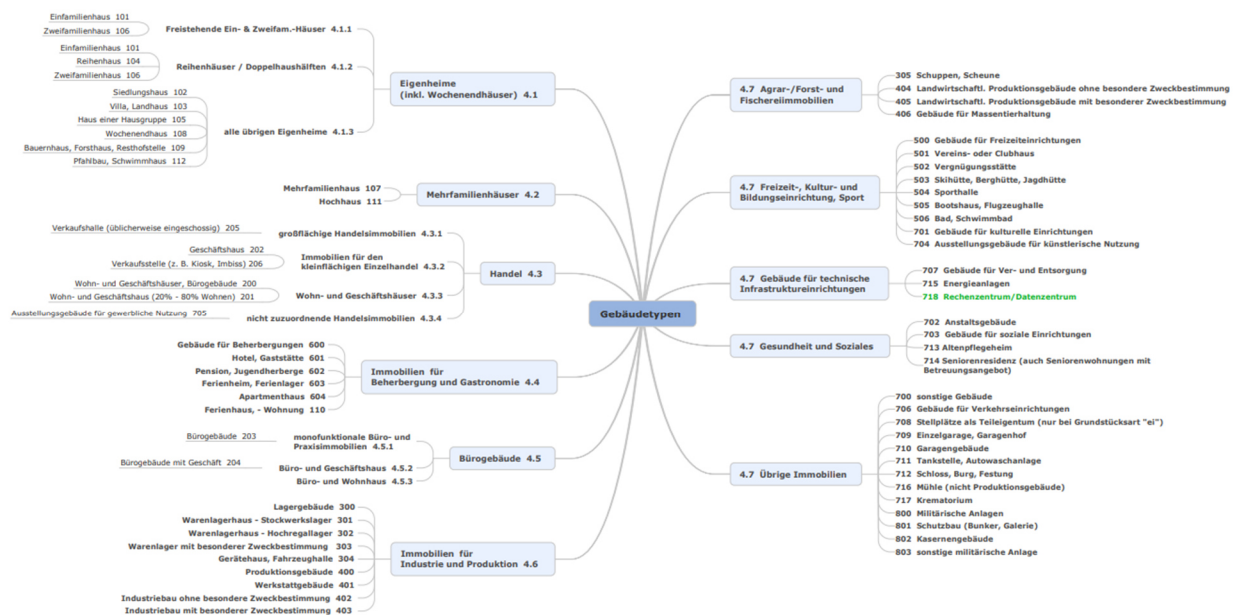 Gebäudetypen
Eigenheime
(inkl. Wochenendhäuser) 4.1
Freistehende Ein- & Zweifam.-Häuser 4.1.1
Einfamilienhaus 101
Zweifamilienhaus 106
Reihenhäuser / Doppelhaushälften 4.1.2
Einfamilienhaus 101
Reihenhaus 104
Zweifamilienhaus 106
alle übrigen Eigenheime 4.1.3
Siedlungshaus 102
Villa, Landhaus 103
Haus einer Hausgruppe 105
Wochenendhaus 108
Bauernhaus, Forsthaus, Resthofstelle 109
Pfahlbau, Schwimmhaus 112
Mehrfamilienhäuser 4.2
Mehrfamilienhaus 107
Hochhaus 111
Handel 4.3
großflächige Handelsimmobilien 4.3.1
Verkaufshalle (üblicherweise eingeschossig) 205
Immobilien für den
kleinflächigen Einzelhandel 4.3.2
Geschäftshaus 202
Verkaufsstelle (z. B. Kiosk, Imbiss) 206
Wohn- und Geschäftshäuser 4.3.3
Wohn- und Geschäftshäuser, Bürogebäude 200
Wohn- und Geschäftshaus (20% - 80% Wohnen) 201
nicht zuzuordnende Handelsimmobilien 4.3.4
Ausstellungsgebäude für gewerbliche Nutzung 705
Immobilien für
Beherbergung und Gastronomie 4.4
Gebäude für Beherbergungen 600
Hotel, Gaststätte 601
Pension, Jugendherberge 602
Ferienheim, Ferienlager 603
Apartmenthaus 604
Ferienhaus, - Wohnung 110
Bürogebäude 4.5
monofunktionale Büro- und
Praxisimmobilien 4.5.1
Bürogebäude 203
Büro- und Geschäftshaus 4.5.2
Bürogebäude mit Geschäft 204
Büro- und Wohnhaus 4.5.3
Immobilien für
Industrie und Produktion 4.6
Lagergebäude 300
Warenlagerhaus - Stockwerkslager 301
Warenlagerhaus - Hochregallager 302
Warenlager mit besonderer Zweckbestimmung 303
Gerätehaus, Fahrzeughalle 304
Produktionsgebäude 400
Werkstattgebäude 401
Industriebau ohne besondere Zweckbestimmung 402
Industriebau mit besonderer Zweckbestimmung 403
4.7 Agrar-/Forst- und
Fischereiimmobilien
305 Schuppen, Scheune
404 Landwirtschaftl. Produktionsgebäude ohne besondere Zweckbestimmung
405 Landwirtschaftl. Produktionsgebäude mit besonderer Zweckbestimmung
406 Gebäude für Massentierhaltung
4.7 Freizeit-, Kultur- und
Bildungseinrichtung, Sport
500 Gebäude für Freizeiteinrichtungen
501 Vereins- oder Clubhaus
502 Vergnügungsstätte
503 Skihütte, Berghütte, Jagdhütte
504 Sporthalle
505 Bootshaus, Flugzeughalle
506 Bad, Schwimmbad
701 Gebäude für kulturelle Einrichtungen
704 Ausstellungsgebäude für künstlerische Nutzung
4.7 Gebäude für technische
Infrastruktureinrichtungen
707 Gebäude für Ver- und Entsorgung
715 Energieanlagen
718 Rechenzentrum/Datenzentrum
4.7 Gesundheit und Soziales
702 Anstaltsgebäude
703 Gebäude für soziale Einrichtungen
713 Altenpflegeheim
714 Seniorenresidenz (auch Seniorenwohnungen mit
Betreuungsangebot)
4.7 Übrige Immobilien
700 sonstige Gebäude
706 Gebäude für Verkehrseinrichtungen
708 Stellplätze als Teileigentum (nur bei Grundstücksart "ei")
709 Einzelgarage, Garagenhof
710 Garagengebäude
711 Tankstelle, Autowaschanlage
712 Schloss, Burg, Festung
716 Mühle (nicht Produktionsgebäude)
717 Krematorium
800 Militärische Anlagen
801 Schutzbau (Bunker, Galerie)
802 Kasernengebäude
803 sonstige militärische Anlage